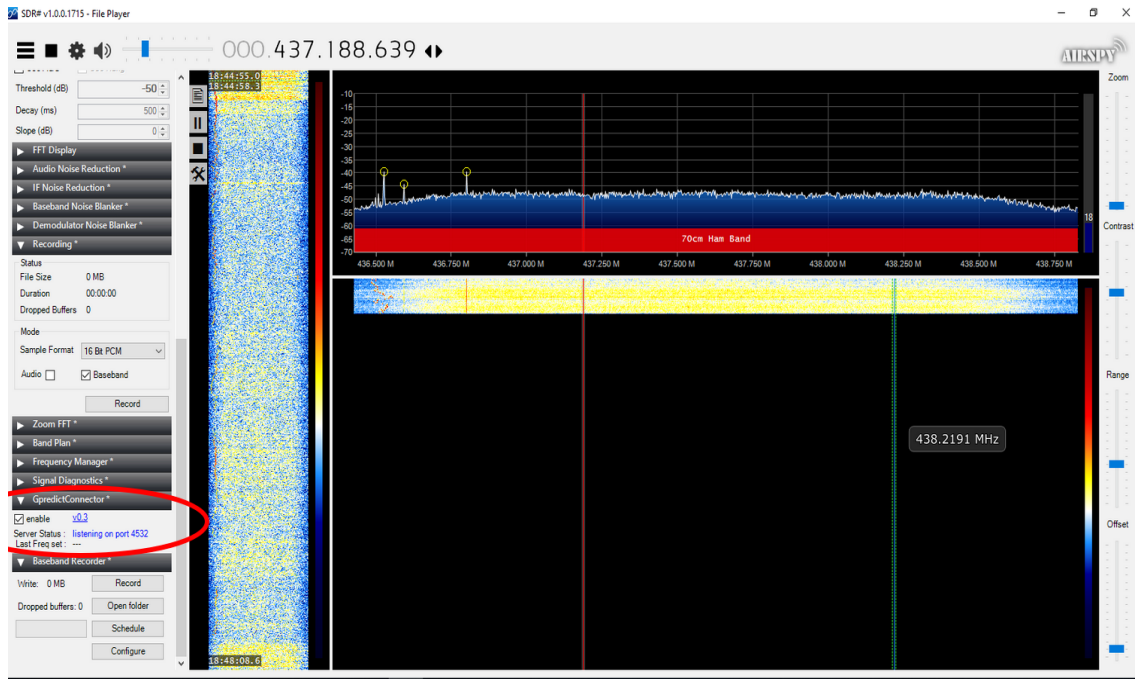 SDR# v1.0.0.1715 - File Player
000.437.188.639
AIRSPY
Threshold (dB) -50
Decay (ms) 500
Slope (dB) 0
FFT Display
Audio Noise Reduction *
IF Noise Reduction *
Baseband Noise Blanker *
Demodulator Noise Blanker *
Recording *
Status
File Size 0 MB
Duration 00:00:00
Dropped Buffers 0
Mode
Sample Format 16 Bit PCM
Audio Baseband
Record
Zoom FFT *
Band Plan *
Frequency Manager *
Signal Diagnostics *
GpredictConnector *
enable v0.3
Server Status : listening on port 4532
Last Freq set : ---
Baseband Recorder *
Write: 0 MB Record
Dropped buffers: 0 Open folder
Schedule
Configure
18:44:55.0
18:44:58.3
18:48:08.6
-10
-15
-20
-25
-30
-35
-40
-45
-50
-55
-60
-65
-70
18
70cm Ham Band
436.500 M 436.750 M 437.000 M 437.250 M 437.500 M 437.750 M 438.000 M 438.250 M 438.500 M 438.750 M
438.2191 MHz
Zoom
Contrast
Range
Offset